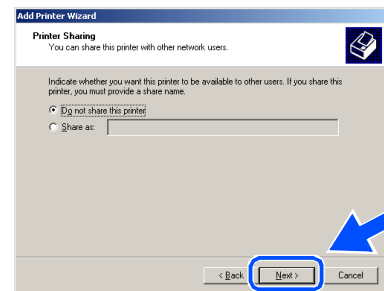 Add Printer Wizard
Printer Sharing
You can share this printer with other network users.
Indicate whether you want this printer to be available to other users. If you share this
printer, you must provide a share name.
Do not share this printer
Share as:
< Back Next > Cancel